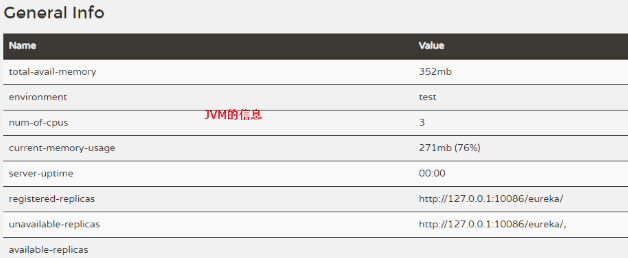 General Info
Name Value
total-avail-memory 352mb
environment test
JVM的信息
num-of-cpus 3
current-memory-usage 271mb (76%)
server-uptime 00:00
registered-replicas http://127.0.0.1:10086/eureka/
unavailable-replicas http://127.0.0.1:10086/eureka/,
available-replicas